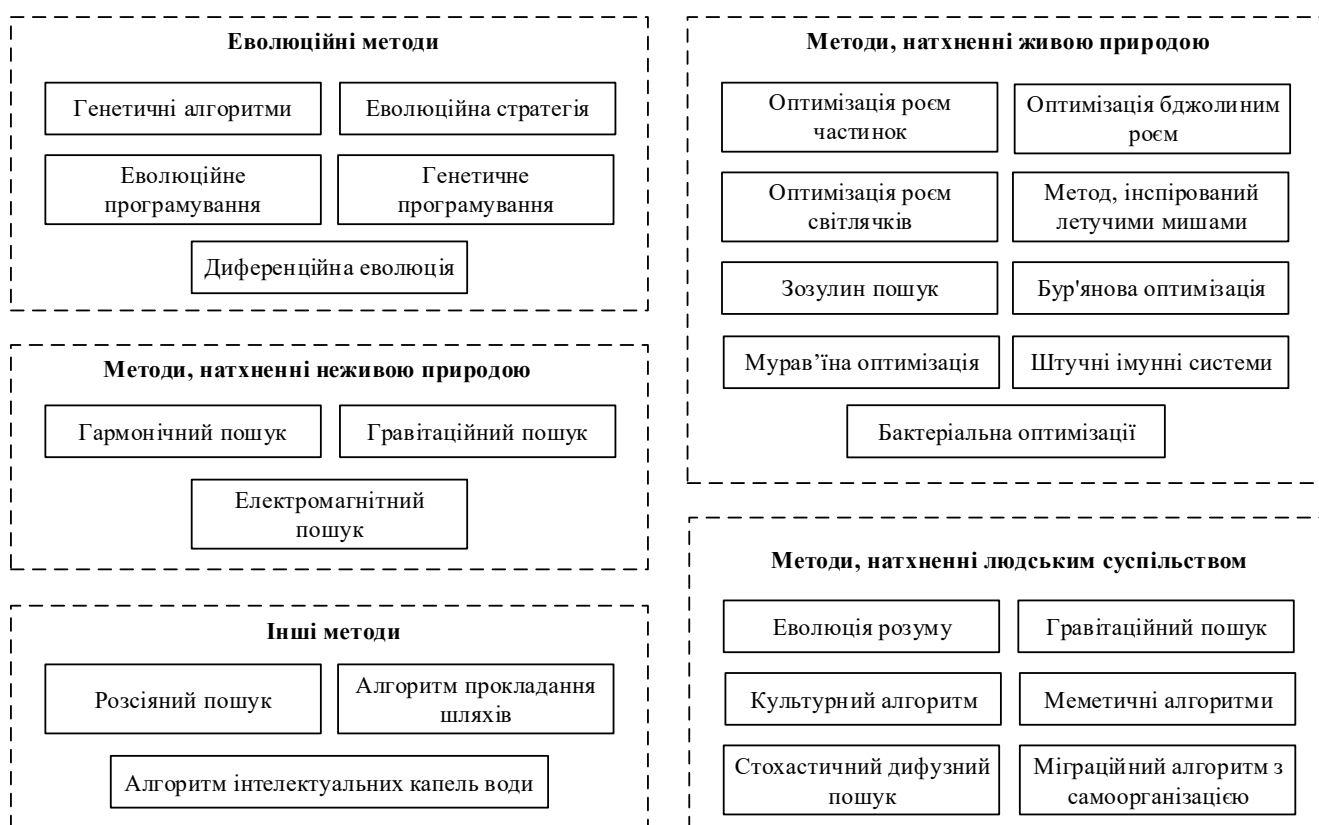 Еволюційні методи
Генетичні алгоритми
Еволюційна стратегія
Еволюційне
програмування
Генетичне
програмування
Диференційна еволюція
Методи, натхненні неживою природою
Гармонічний пошук
Гравітаційний пошук
Електромагнітний
пошук
Інші методи
Розсіяний пошук
Алгоритм прокладання
шляхів
Алгоритм інтелектуальних капель води
Методи, натхненні живою природою
Оптимізація роєм
частинок
Оптимізація бджолиним
роєм
Оптимізація роєм
світлячків
Метод, інспірований
летучими мишами
Зозулин пошук
Бур'янова оптимізація
Мурав’їна оптимізація
Штучні імунні системи
Бактеріальна оптимізації
Методи, натхненні людським суспільством
Еволюція розуму
Гравітаційний пошук
Культурний алгоритм
Меметичні алгоритми
Стохастичний дифузний
пошук
Міграційний алгоритм з
самоорганізацією